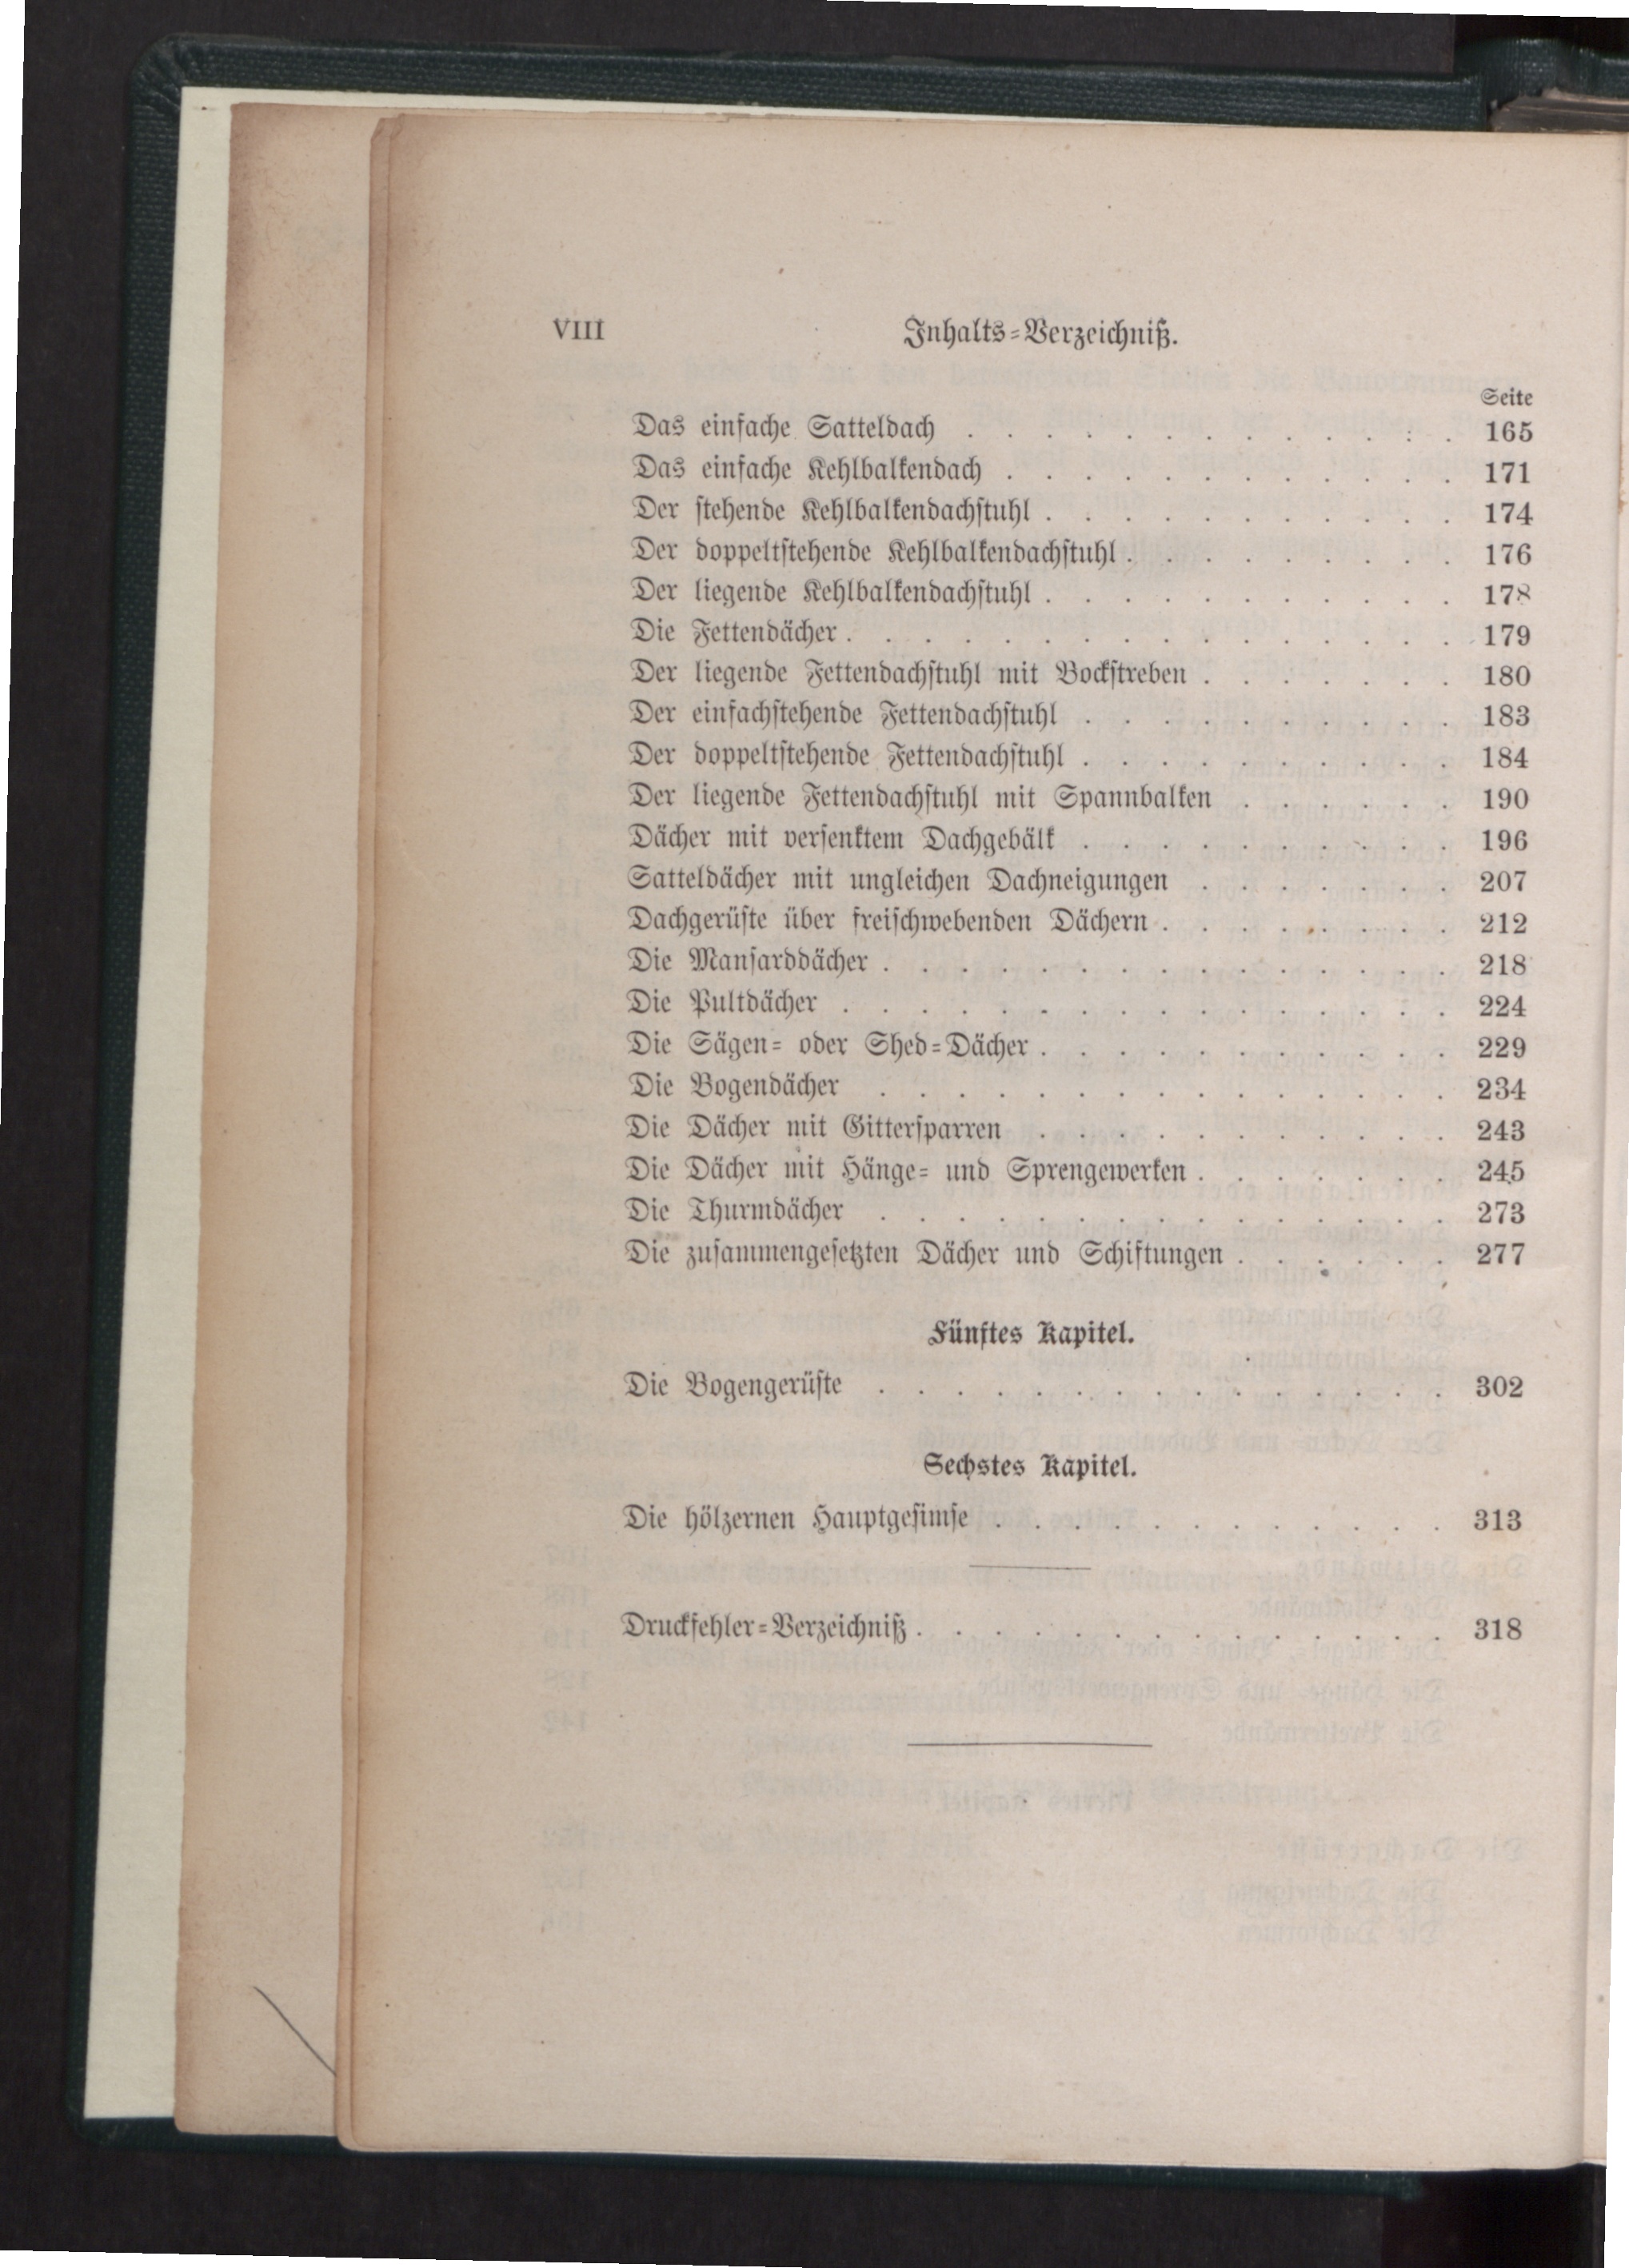 VIII Inhalts-Verzeichniß.
Seite
Das einfache Satteldach . . . . . . . . . . . . . 165
Das einfache Kehlbalkendach . . . . . . . . . . . . 171
Der stehende Kehlbalkendachstuhl . . . . . . . . . . . 174
Der doppeltstehende Kehlbalkendachstuhl . . . . . . . . . 176
Der liegende Kehlbalkendachstuhl . . . . . . . . . . . 178
Die Fettendächer . . . . . . . . . . . . . . . . 179
Der liegende Fettendachstuhl mit Bockstreben . . . . . . . 180
Der einfachstehende Fettendachstuhl . . . . . . . . . . 183
Der doppeltstehende Fettendachstuhl . . . . . . . . . . 184
Der liegende Fettendachstuhl mit Spannbalken . . . . . . 190
Dächer mit versenktem Dachgebälk . . . . . . . . . . 196
Satteldächer mit ungleichen Dachneigungen . . . . . . . 207
Dachgerüste über freischwebenden Dächern . . . . . . . . 212
Die Mansarddächer . . . . . . . . . . . . . . . 218
Die Pultdächer . . . . . . . . . . . . . . . . 224
Die Sägen- oder Shed-Dächer . . . . . . . . . . . 229
Die Bogendächer . . . . . . . . . . . . . . . 234
Die Dächer mit Gittersparren . . . . . . . . . . . 243
Die Dächer mit Hänge- und Sprengewerken . . . . . . . 245
Die Thurmdächer . . . . . . . . . . . . . . . 273
Die zusammengesetzten Dächer und Schiftungen . . . . . . 277
Fünftes Kapitel.
Die Bogengerüste . . . . . . . . . . . . . . . 302
Sechstes Kapitel.
Die hölzernen Hauptgesimse . . . . . . . . . . . . 313
Druckfehler-Verzeichniß . . . . . . . . . . . . . . 318